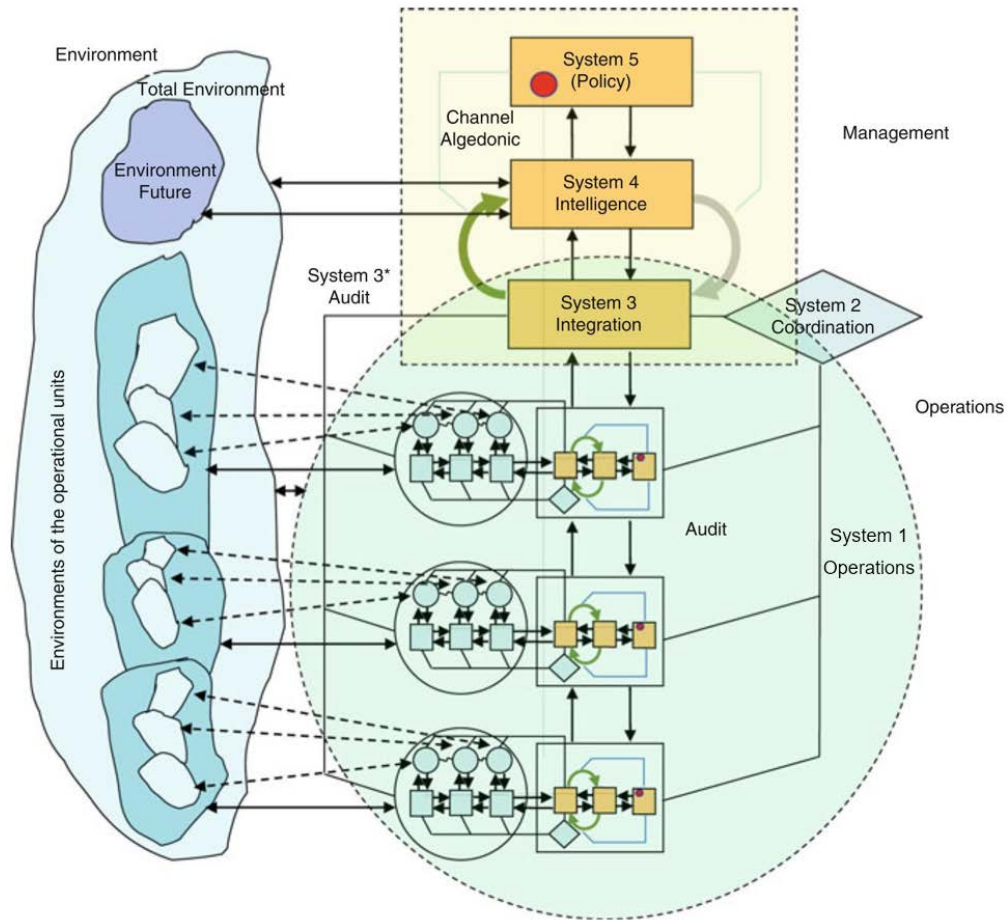 Environment
Total Environment
Environment
Future
System 5
(Policy)
Channel
Algedonic
Management
System 4
Intelligence
System 3*
Audit
System 3
Integration
System 2
Coordination
Operations
Environments of the operational units
Audit
System 1
Operations